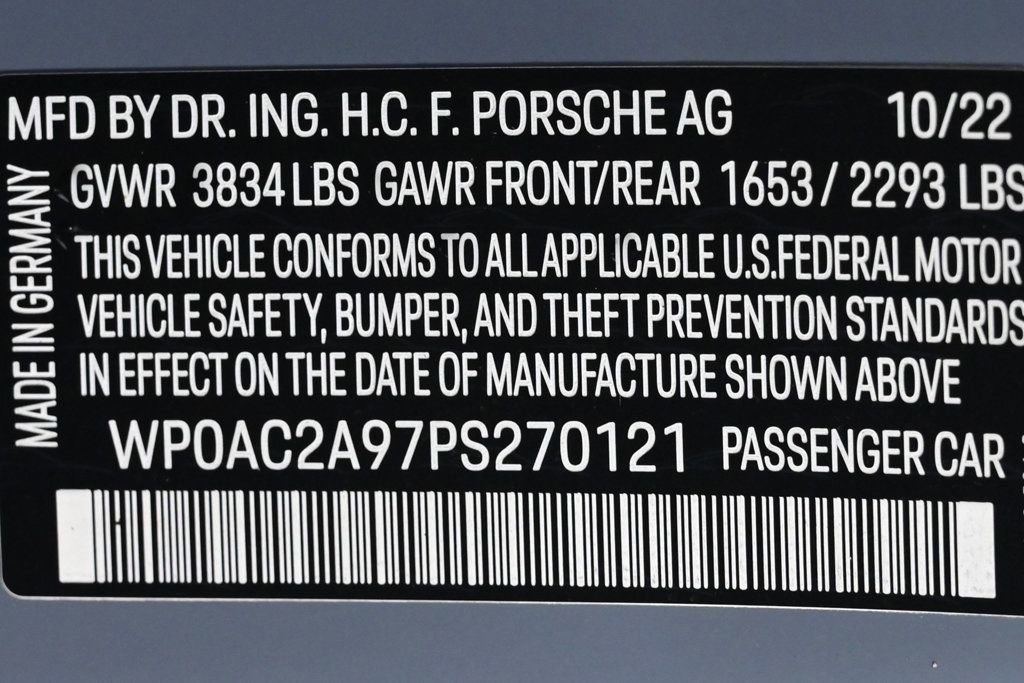 MFD BY DR. ING. H.C. F. PORSCHE AG 10/22
GVWR 3834 LBS GAWR FRONT/REAR 1653 / 2293 LBS
THIS VEHICLE CONFORMS TO ALL APPLICABLE U.S.FEDERAL MOTOR
VEHICLE SAFETY, BUMPER, AND THEFT PREVENTION STANDARDS
IN EFFECT ON THE DATE OF MANUFACTURE SHOWN ABOVE
WP0AC2A97PS270121 PASSENGER CAR
MADE IN GERMANY